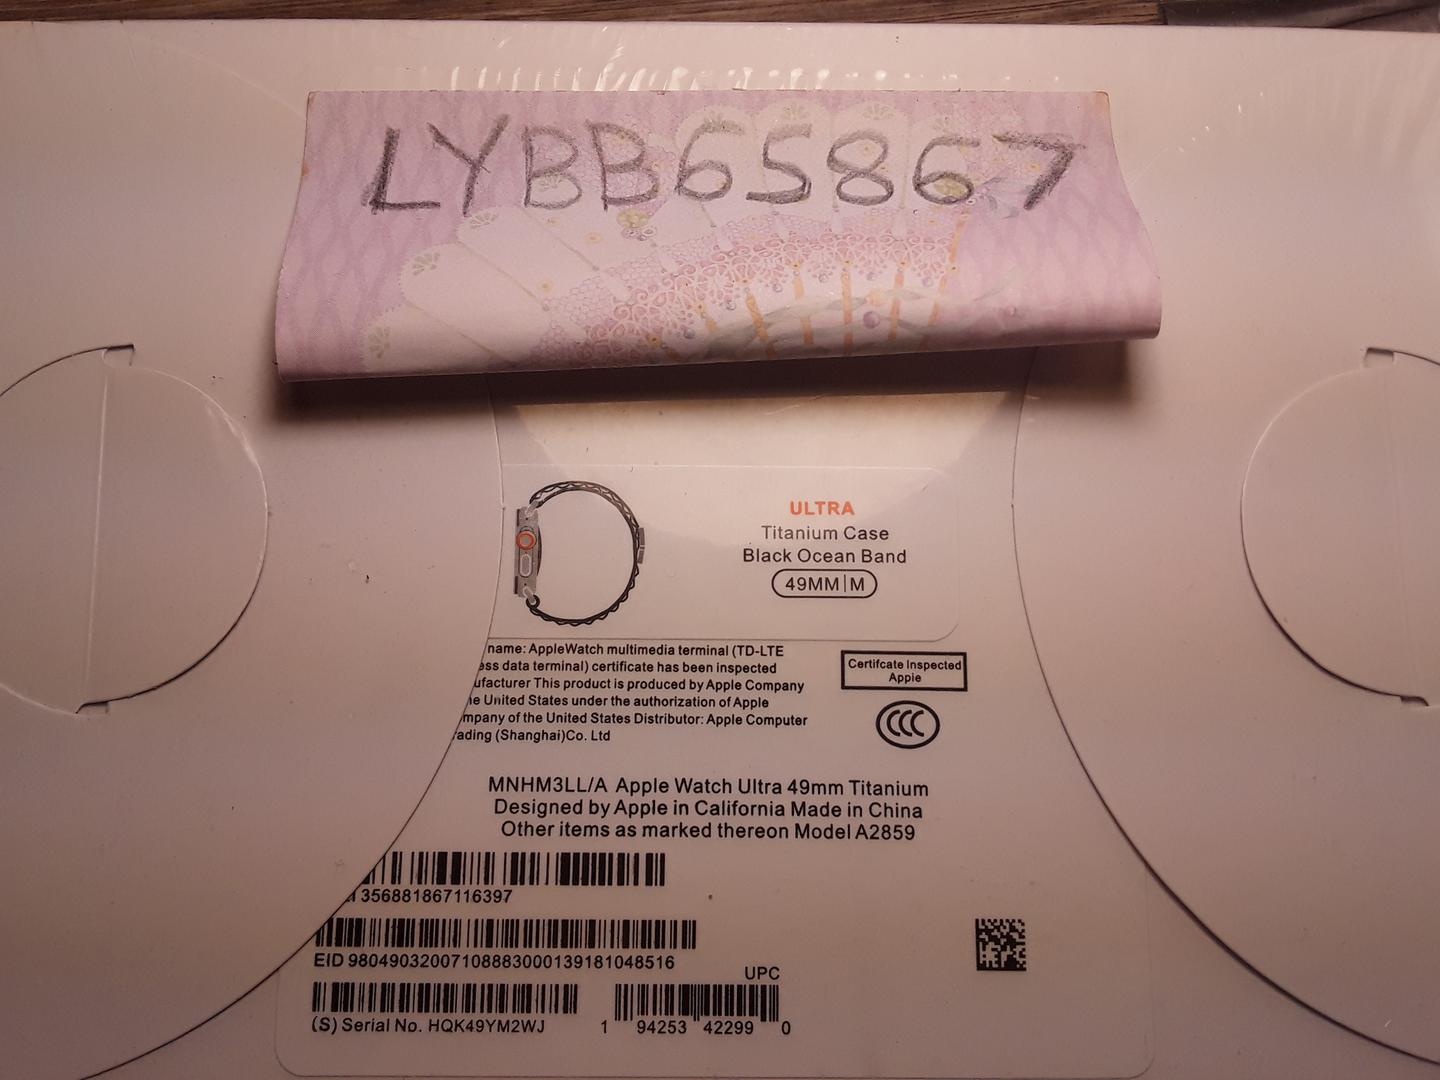 LYBB65867
ULTRA
Titanium Case
Black Ocean Band
49MM|M
name: AppleWatch multimedia terminal (TD-LTE
ess data terminal) certificate has been inspected
ufacturer This product is produced by Apple Company
he United States under the authorization of Apple
mpany of the United States Distributor: Apple Computer
ading (Shanghai)Co. Ltd
Certifcate Inspected
Appie
CCC
MNHM3LL/A Apple Watch Ultra 49mm Titanium
Designed by Apple in California Made in China
Other items as marked thereon Model A2859
356881867116397
EID 98049032007108883000139181048516
UPC
(S) Serial No. HQK49YM2WJ
1 94253 42299 0